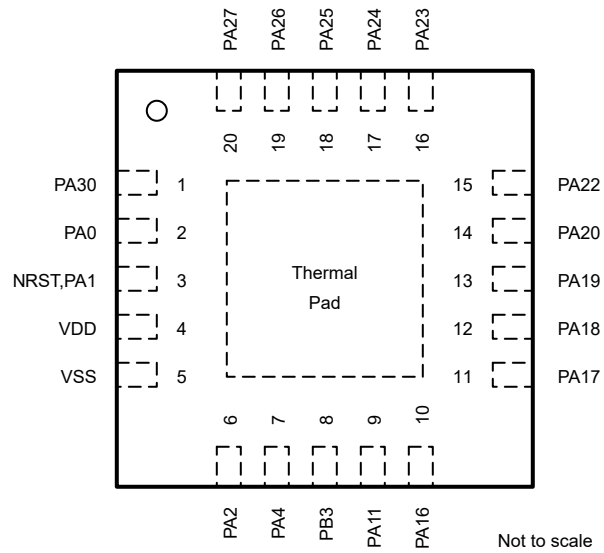 PA27 PA26 PA25 PA24 PA23
20 19 18 17 16
PA30 1 15 PA22
PA0 2 14 PA20
NRST,PA1 3 13 PA19
VDD 4 12 PA18
VSS 5 11 PA17
Thermal
Pad
6 7 8 9 10
PA2 PA4 PB3 PA11 PA16
Not to scale